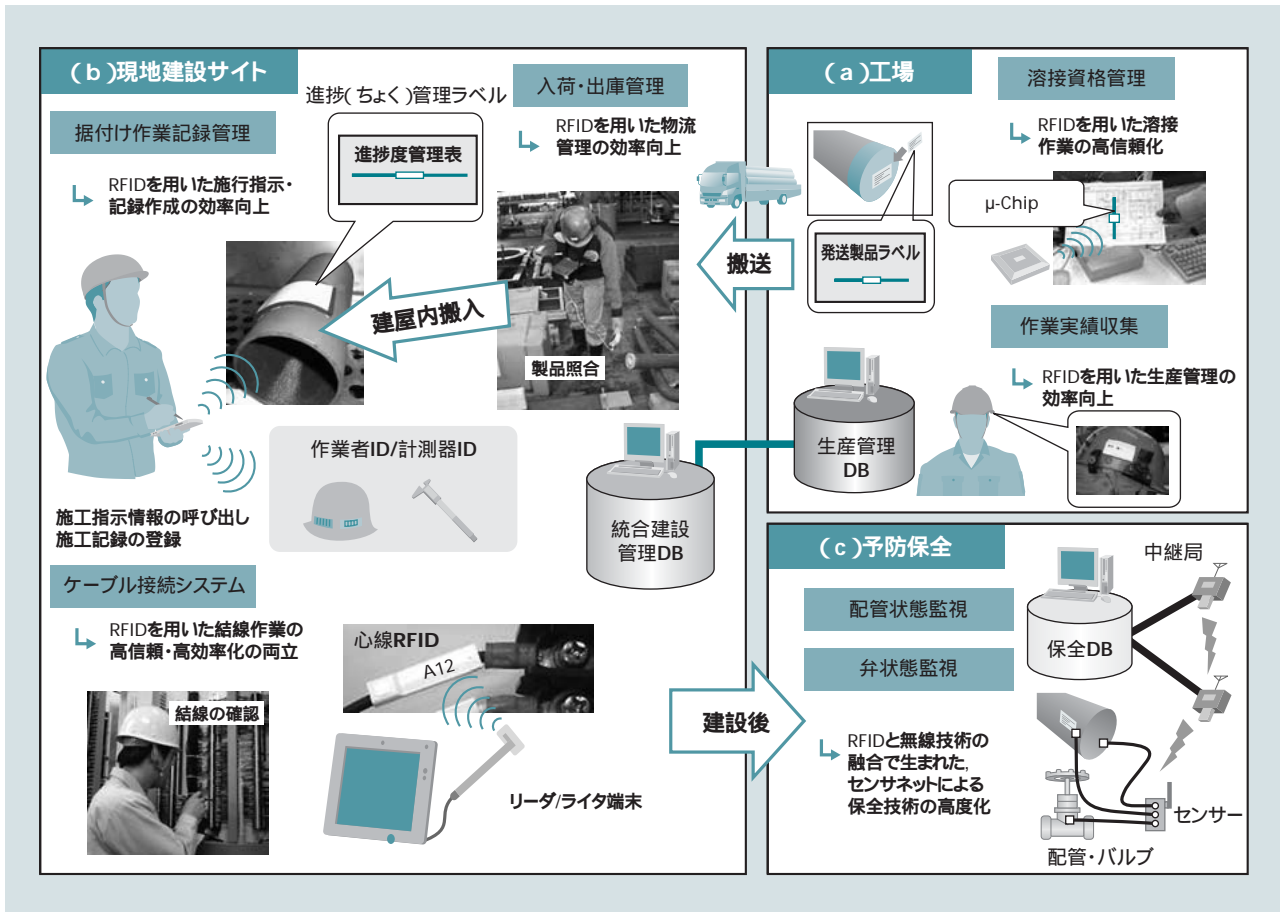 (b)現地建設サイト
据付け作業記録管理
RFIDを用いた施行指示・
記録作成の効率向上
進捗(ちょく)管理ラベル
進捗度管理表
入荷・出庫管理
RFIDを用いた物流
管理の効率向上
建屋内搬入
製品照合
作業者ID/計測器ID
施工指示情報の呼び出し
施工記録の登録
統合建設
管理DB
ケーブル接続システム
RFIDを用いた結線作業の
高信頼・高効率化の両立
結線の確認
心線RFID
A12
リーダ/ライタ端末
搬送
(a)工場
発送製品ラベル
溶接資格管理
RFIDを用いた溶接
作業の高信頼化
μ-Chip
作業実績収集
RFIDを用いた生産管理の
効率向上
生産管理
DB
建設後
(c)予防保全
配管状態監視
弁状態監視
RFIDと無線技術の
融合で生まれた,
センサネットによる
保全技術の高度化
中継局
保全DB
センサー
配管・バルブ